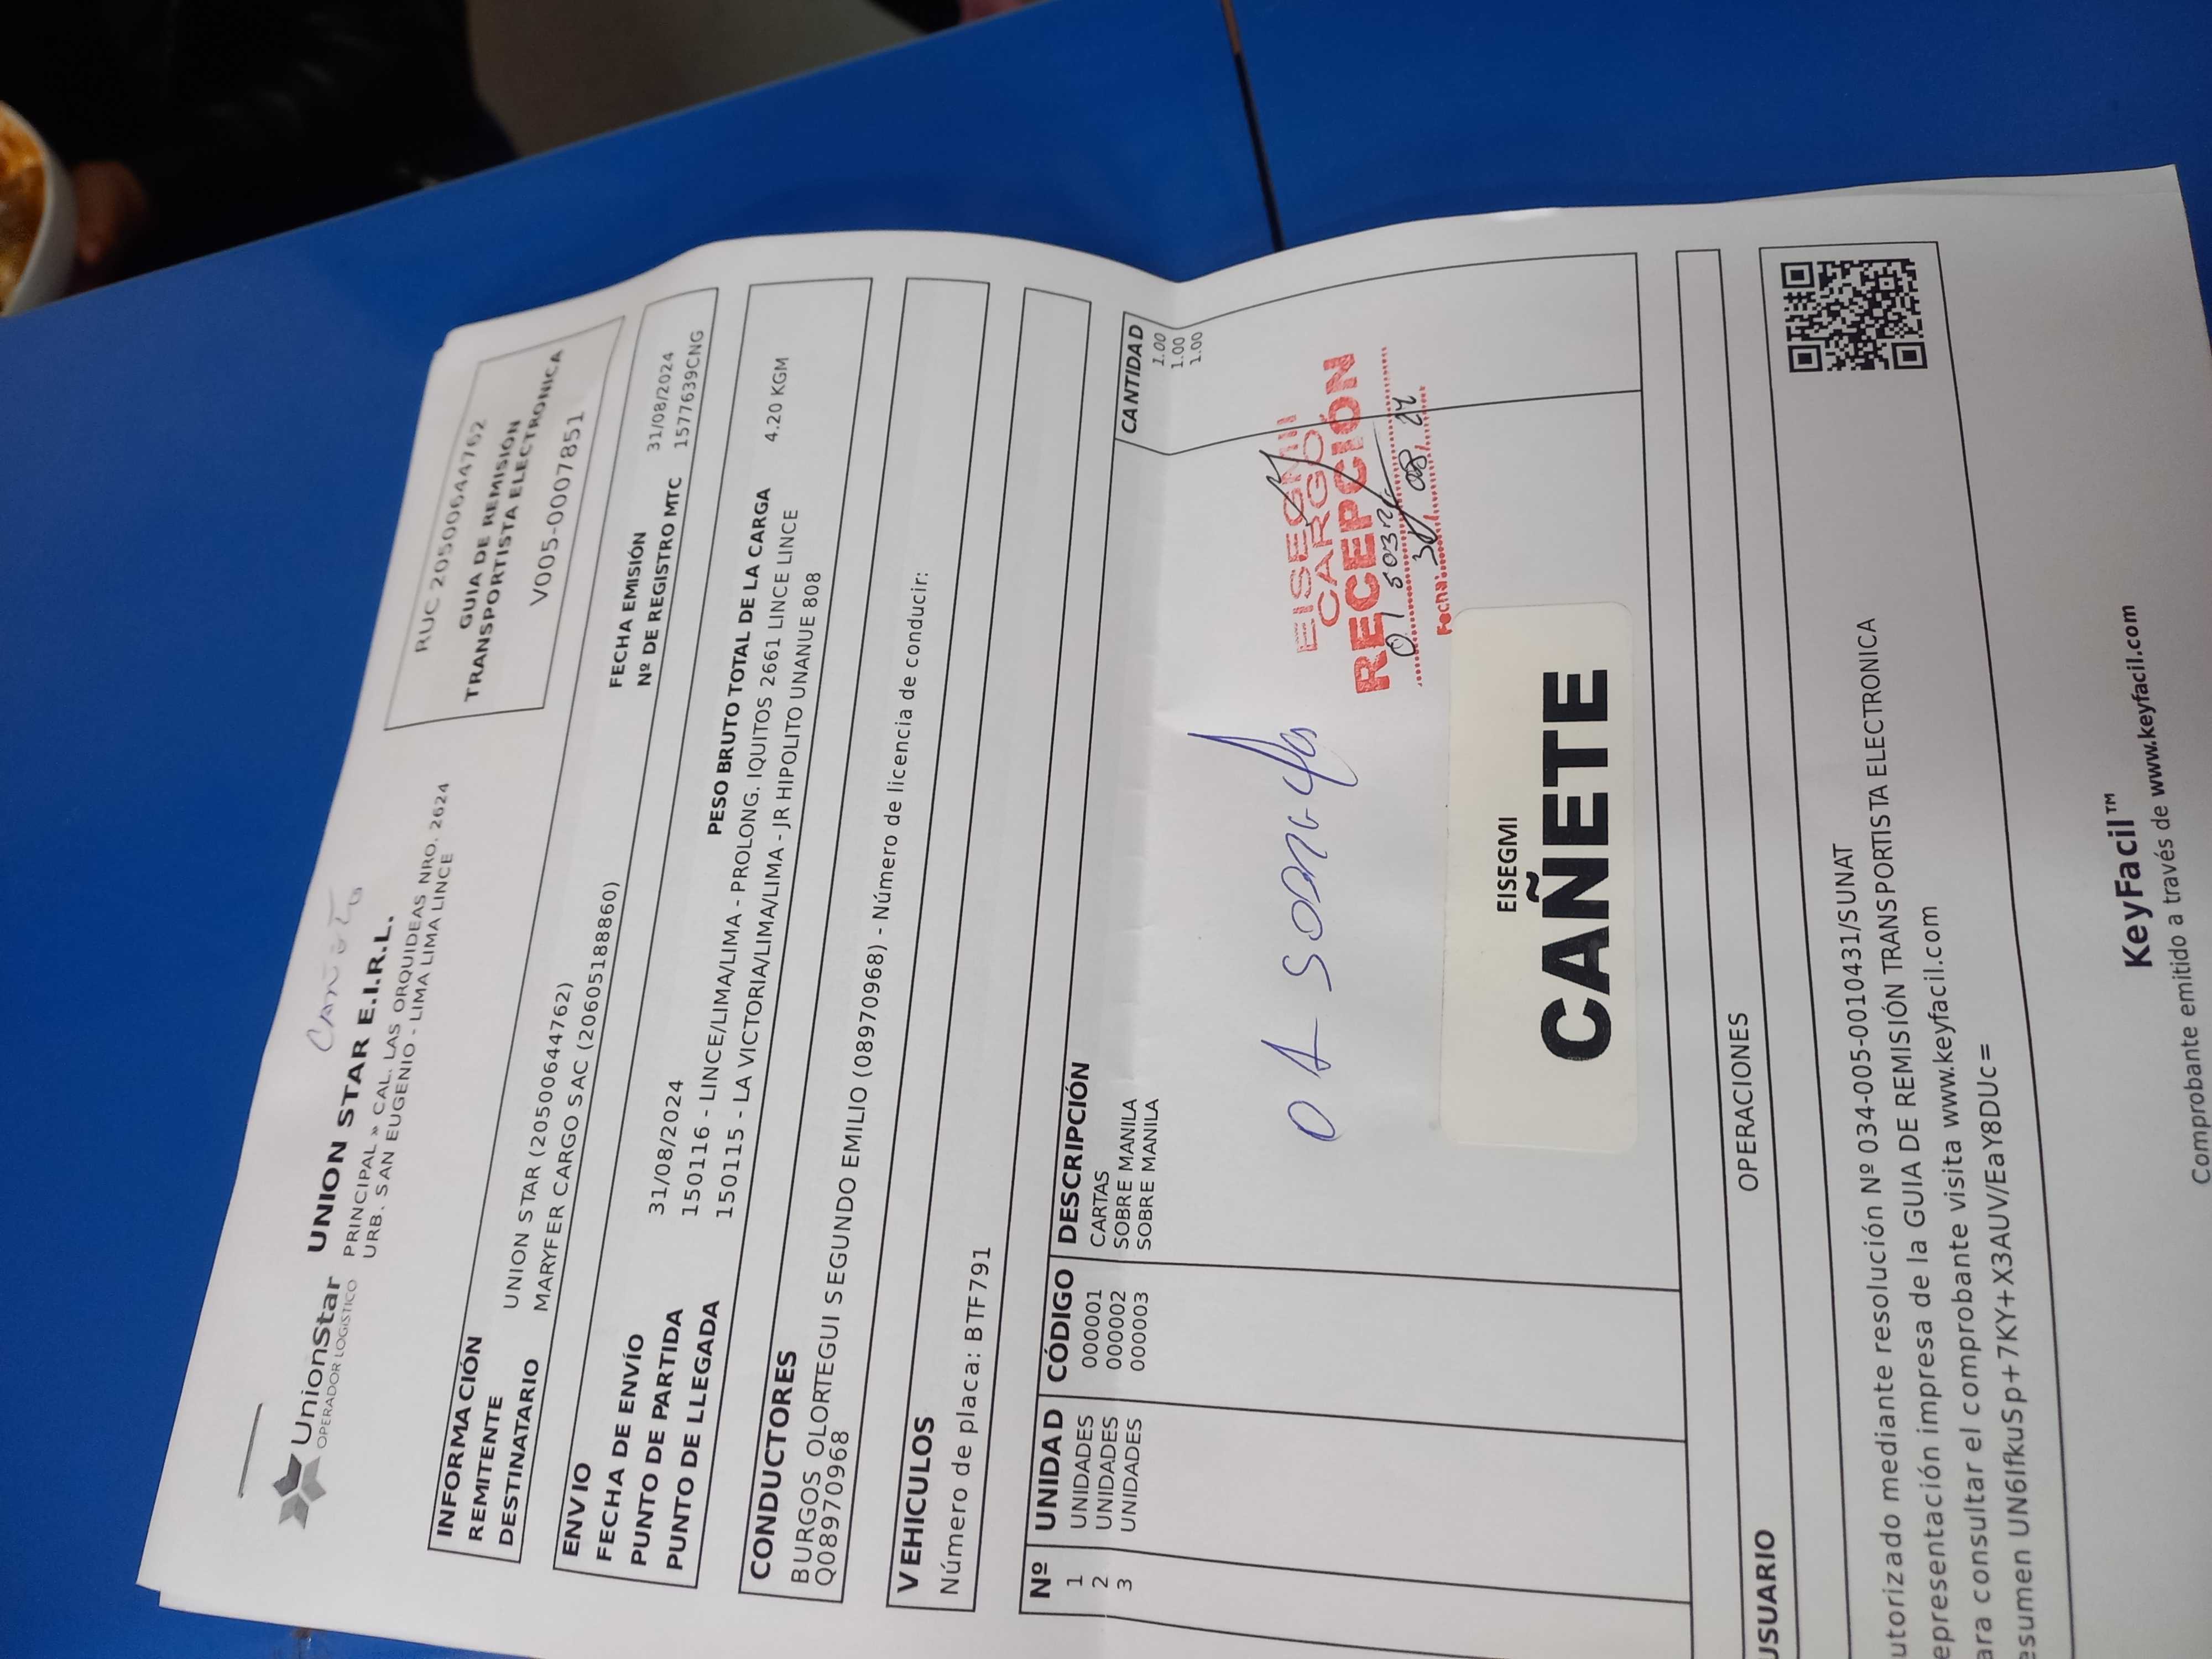 Cañete
UnionStar
OPERADOR LOGÍSTICO
UNION STAR E.I.R.L.
PRINCIPAL » CAL. LAS ORQUIDEAS NRO. 2624
URB. SAN EUGENIO - LIMA LIMA LINCE
RUC 20500644762
GUIA DE REMISIÓN
TRANSPORTISTA ELECTRONICA
V005-0007851
INFORMACIÓN
REMITENTE UNION STAR (20500644762)
DESTINATARIO MARYFER CARGO SAC (20605188860)
ENVIO
FECHA EMISIÓN 31/08/2024
FECHA DE ENVÍO 31/08/2024
Nº DE REGISTRO MTC 1577639CNG
PUNTO DE PARTIDA 150116 - LINCE/LIMA/LIMA - PROLONG. IQUITOS 2661 LINCE LINCE
PESO BRUTO TOTAL DE LA CARGA 4.20 KGM
PUNTO DE LLEGADA 150115 - LA VICTORIA/LIMA/LIMA - JR HIPOLITO UNANUE 808
CONDUCTORES
BURGOS OLORTEGUI SEGUNDO EMILIO (08970968) - Número de licencia de conducir:
Q08970968
VEHICULOS
Número de placa: BTF791
Nº UNIDAD CÓDIGO DESCRIPCIÓN CANTIDAD
1 UNIDADES 000001 CARTAS 1.00
2 UNIDADES 000002 SOBRE MANILA 1.00
3 UNIDADES 000003 SOBRE MANILA 1.00
EISEGMI
CARGO
RECEPCIÓN
Fecha: 31 08 24
EISEGMI
CAÑETE
USUARIO OPERACIONES
utorizado mediante resolución Nº 034-005-0010431/SUNAT
epresentación impresa de la GUIA DE REMISIÓN TRANSPORTISTA ELECTRONICA
ara consultar el comprobante visita www.keyfacil.com
esumen UN6IfkuSp+7KY+X3AUV/EaY8DUc=
KeyFacil™
Comprobante emitido a través de www.keyfacil.com